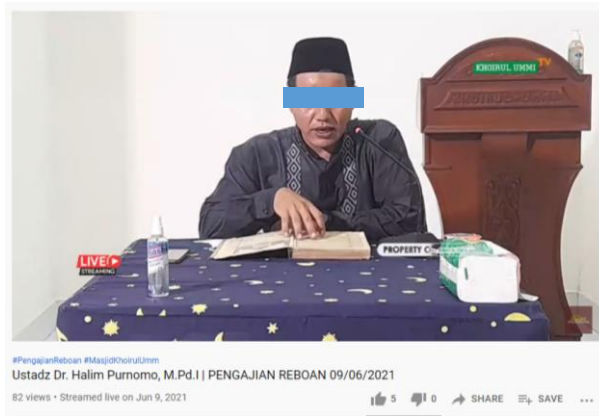 KHOIRUL UMMI TV
LIVE
STREAMING
PROPERTY O
#PengajianReboan #MasjidKhoirulUmm
Ustadz Dr. Halim Purnomo, M.Pd.I | PENGAJIAN REBOAN 09/06/2021
82 views • Streamed live on Jun 9, 2021
5
0
SHARE
SAVE